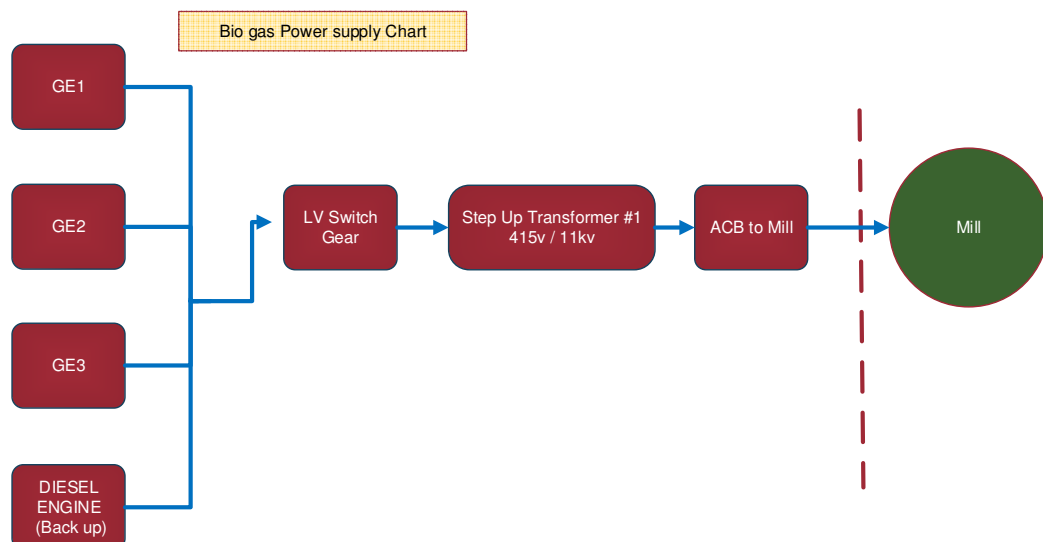 Bio gas Power supply Chart
GE1
GE2
GE3
DIESEL
ENGINE
(Back up)
LV Switch
Gear
Step Up Transformer #1
415v / 11kv
ACB to Mill
Mill